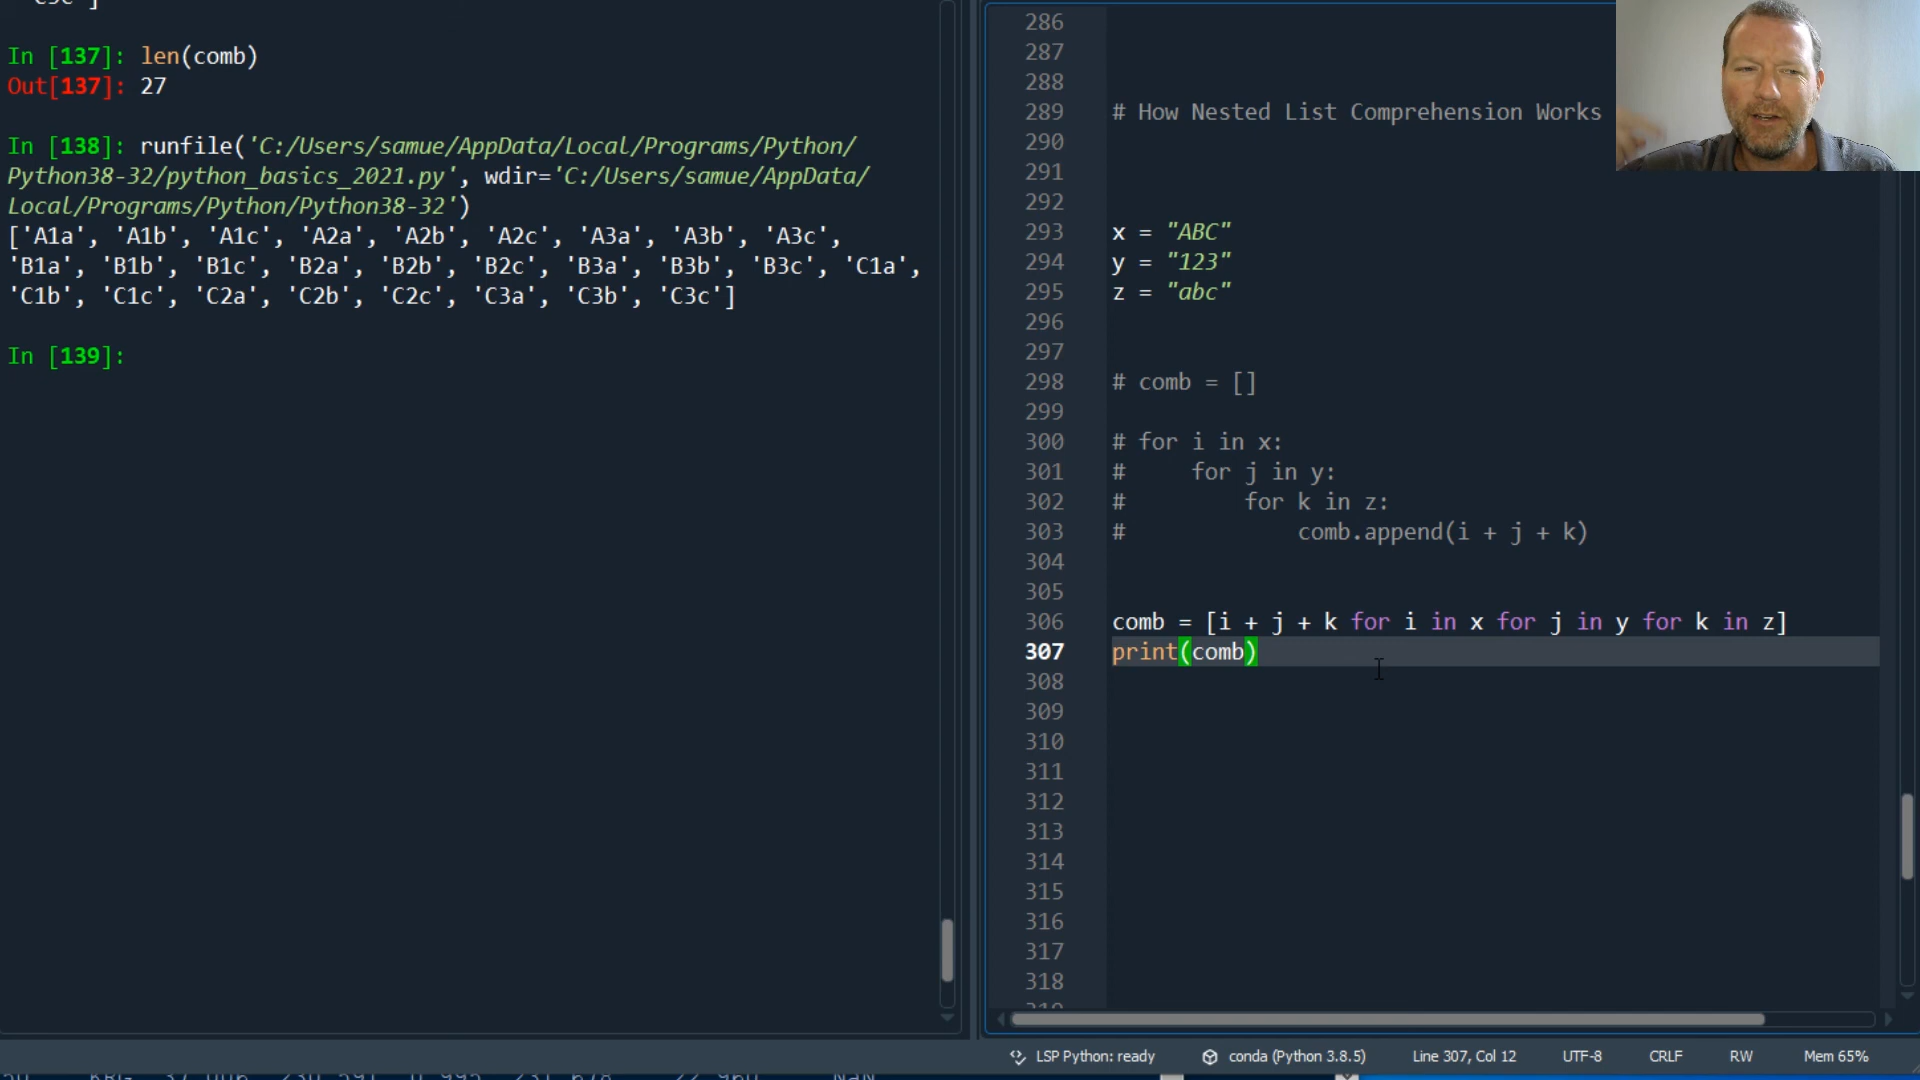 In [137]: len(comb)
Out[137]: 27
In [138]: runfile('C:/Users/samue/AppData/Local/Programs/Python/
Python38-32/python_basics_2021.py', wdir='C:/Users/samue/AppData/
Local/Programs/Python/Python38-32')
['A1a', 'A1b', 'A1c', 'A2a', 'A2b', 'A2c', 'A3a', 'A3b', 'A3c',
'B1a', 'B1b', 'B1c', 'B2a', 'B2b', 'B2c', 'B3a', 'B3b', 'B3c', 'C1a',
'C1b', 'C1c', 'C2a', 'C2b', 'C2c', 'C3a', 'C3b', 'C3c']
In [139]:
286
287
288
289 # How Nested List Comprehension Works
290
291
292
293 x = "ABC"
294 y = "123"
295 z = "abc"
296
297
298 # comb = []
299
300 # for i in x:
301 #     for j in y:
302 #         for k in z:
303 #             comb.append(i + j + k)
304
305
306 comb = [i + j + k for i in x for j in y for k in z]
307 print(comb)
308
309
310
311
312
313
314
315
316
317
318
LSP Python: ready conda (Python 3.8.5) Line 307, Col 12 UTF-8 CRLF RW Mem 65%